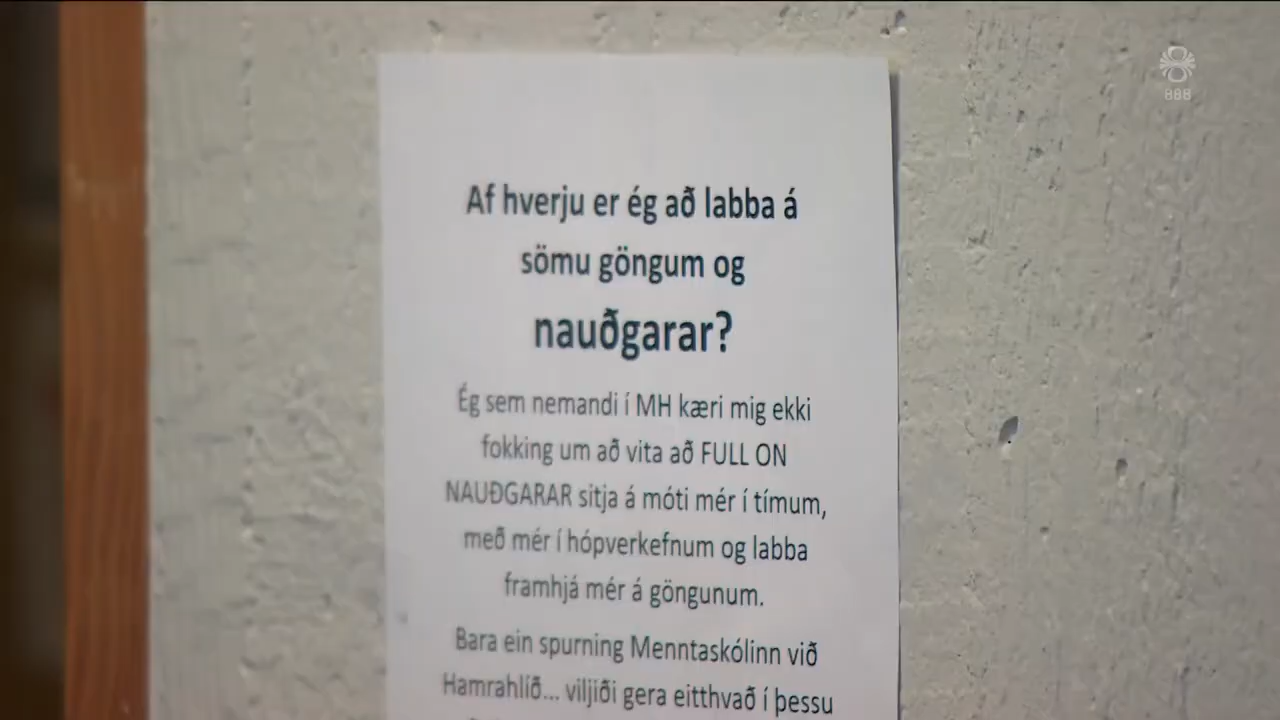 888
Af hverju er ég að labba á
sömu göngum og
nauðgarar?
Ég sem nemandi í MH kæri mig ekki
fokking um að vita að FULL ON
NAUÐGARAR sitja á móti mér í tímum,
með mér í hópverkefnum og labba
framhjá mér á göngunum.
Bara ein spurning Menntaskólinn við
Hamrahlíð... viljiði gera eitthvað í þessu